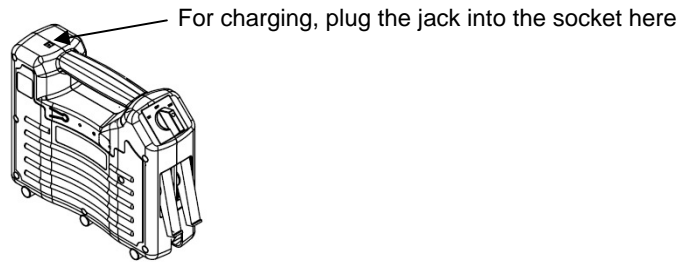 For charging, plug the jack into the socket here